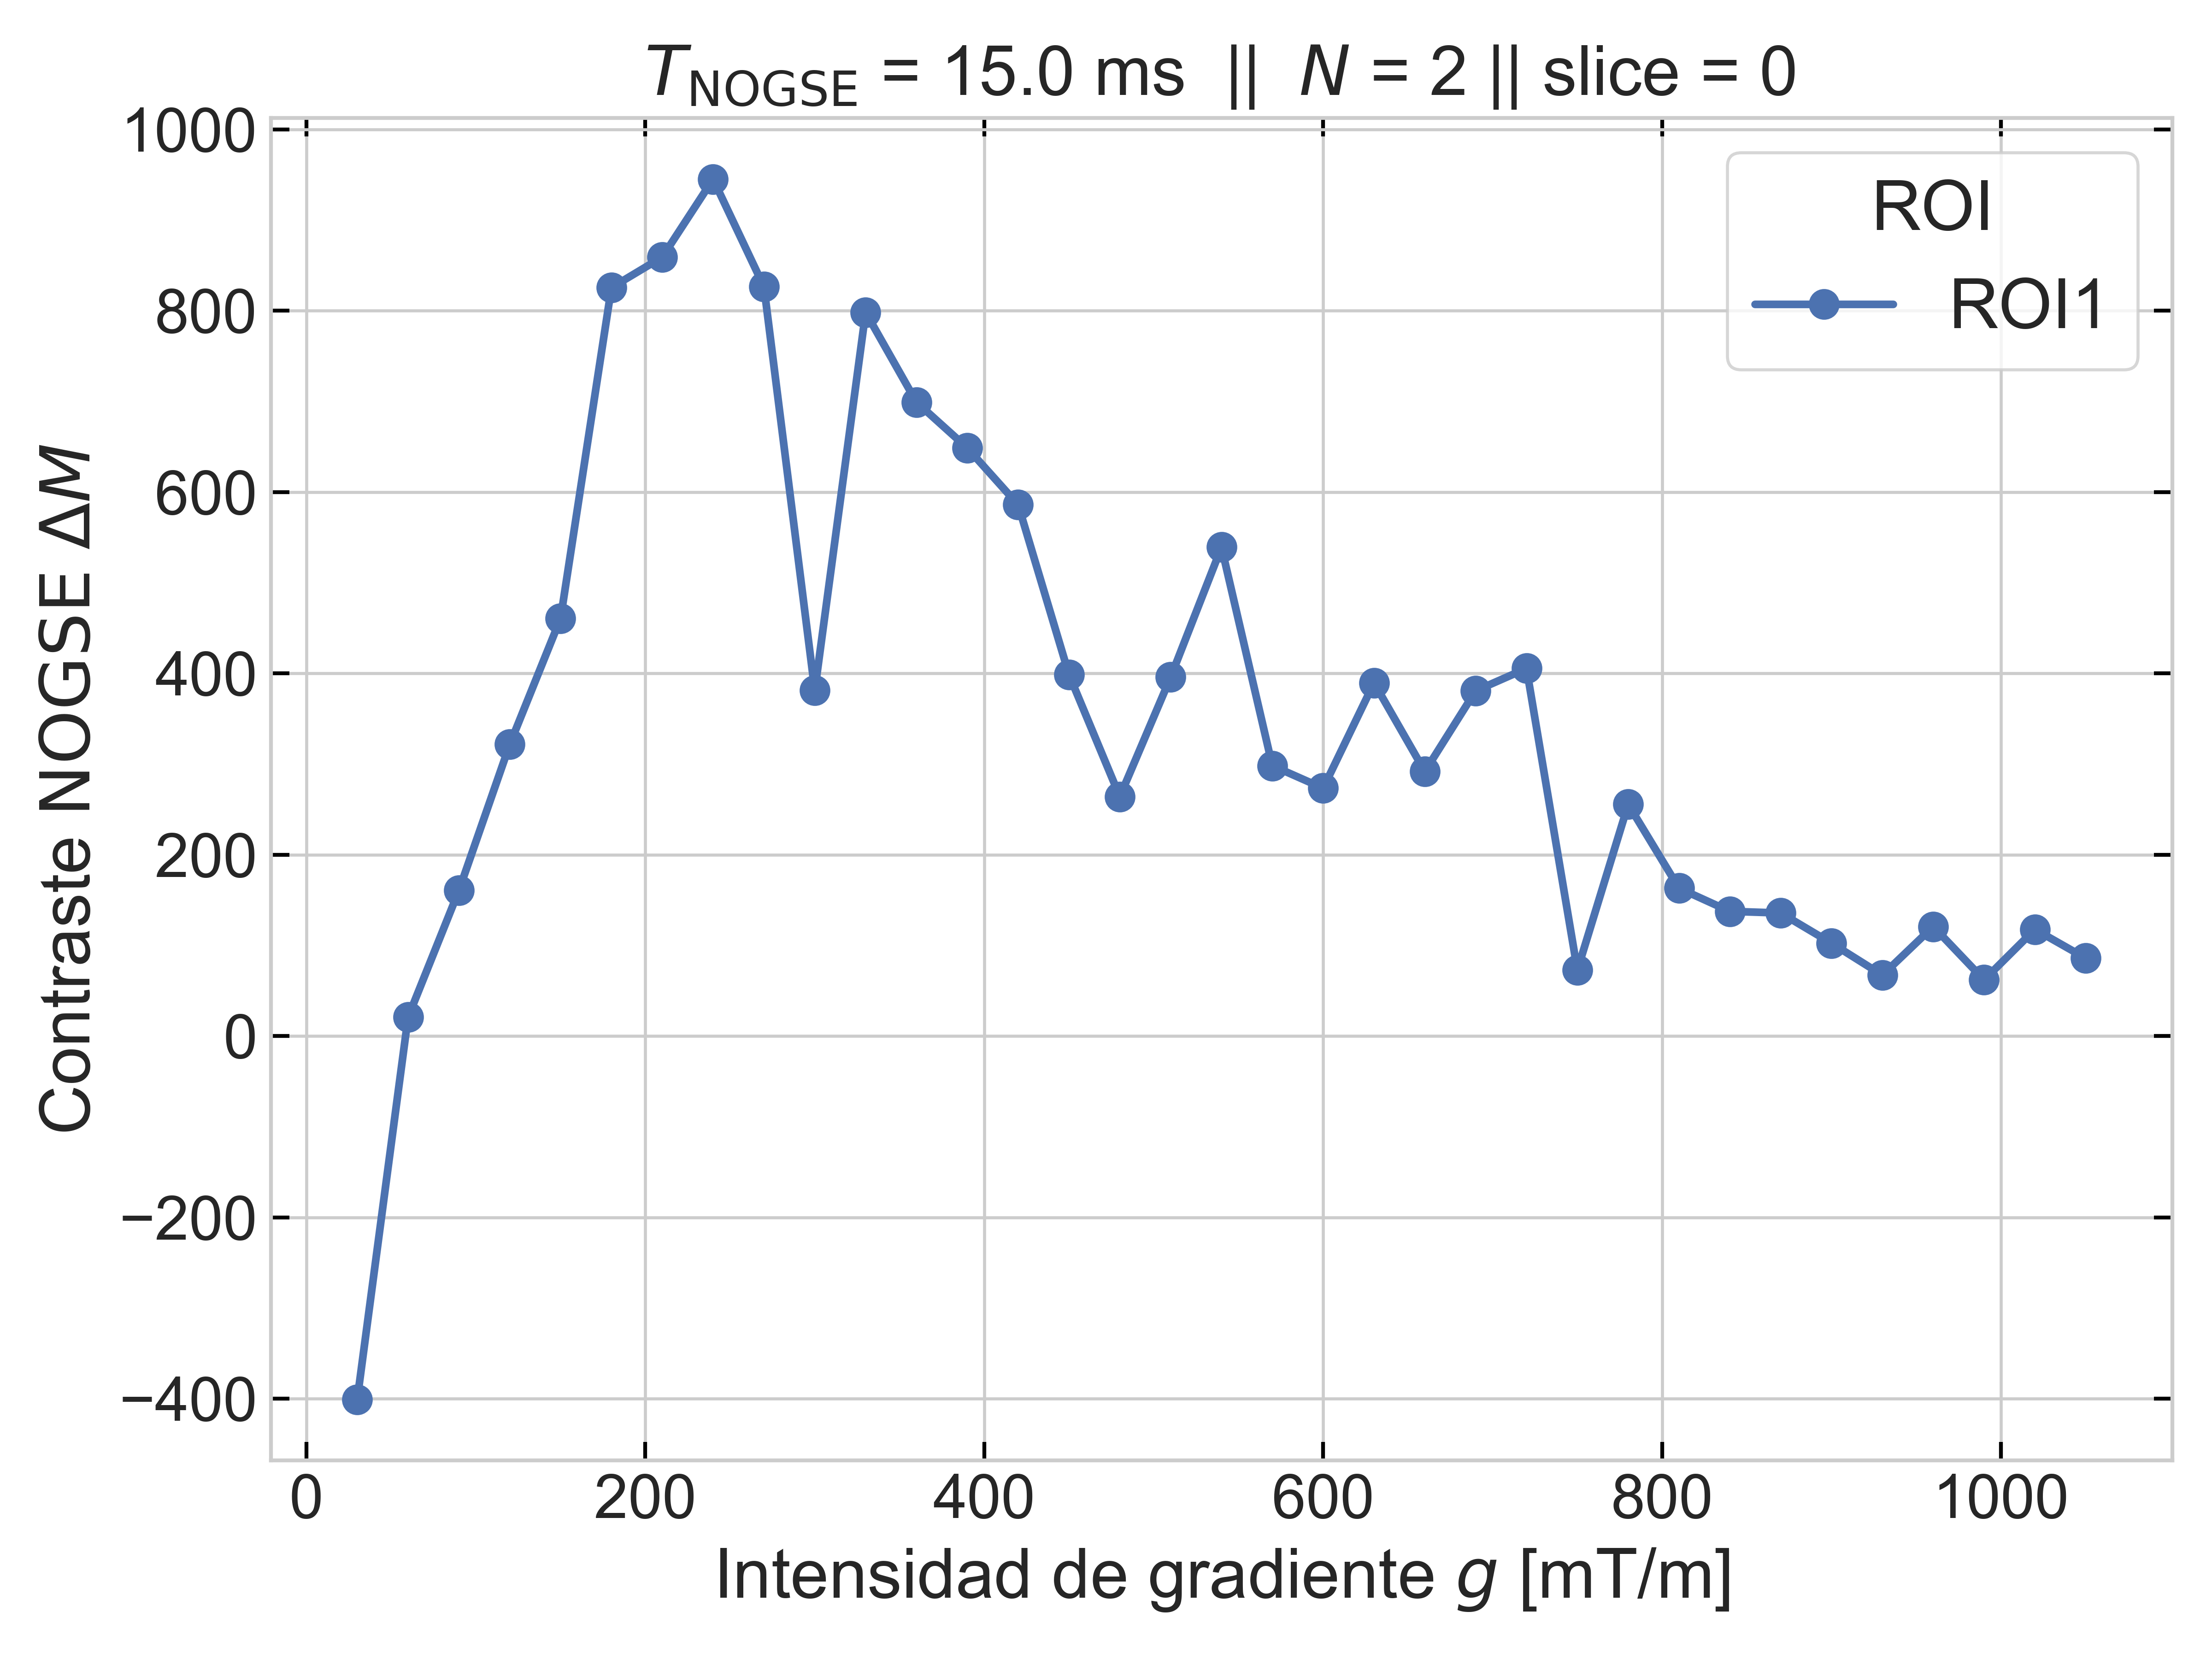 T_NOGSE = 15.0 ms || N = 2 || slice = 0
1000
800
600
400
200
0
−200
−400
Contraste NOGSE ΔM
ROI
ROI1
0 200 400 600 800 1000
Intensidad de gradiente g [mT/m]